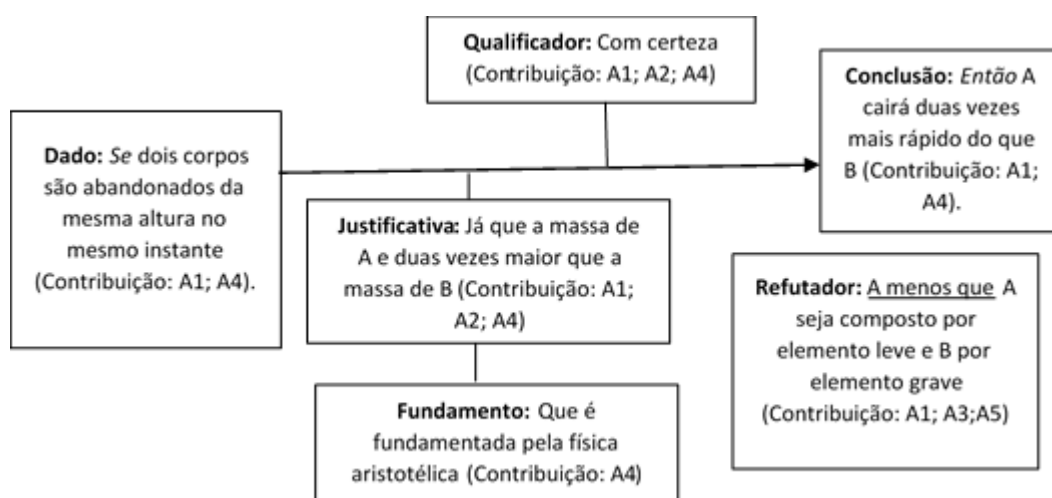 Qualificador: Com certeza
(Contribuição: A1; A2; A4)
Conclusão: Então A
cairá duas vezes
mais rápido do que
B (Contribuição: A1;
A4).
Dado: Se dois corpos
são abandonados da
mesma altura no
mesmo instante
(Contribuição: A1; A4).
Justificativa: Já que a massa de
A e duas vezes maior que a
massa de B (Contribuição: A1;
A2; A4)
Refutador: A menos que A
seja composto por
elemento leve e B por
elemento grave
(Contribuição: A1; A3;A5)
Fundamento: Que é
fundamentada pela física
aristotélica (Contribuição: A4)